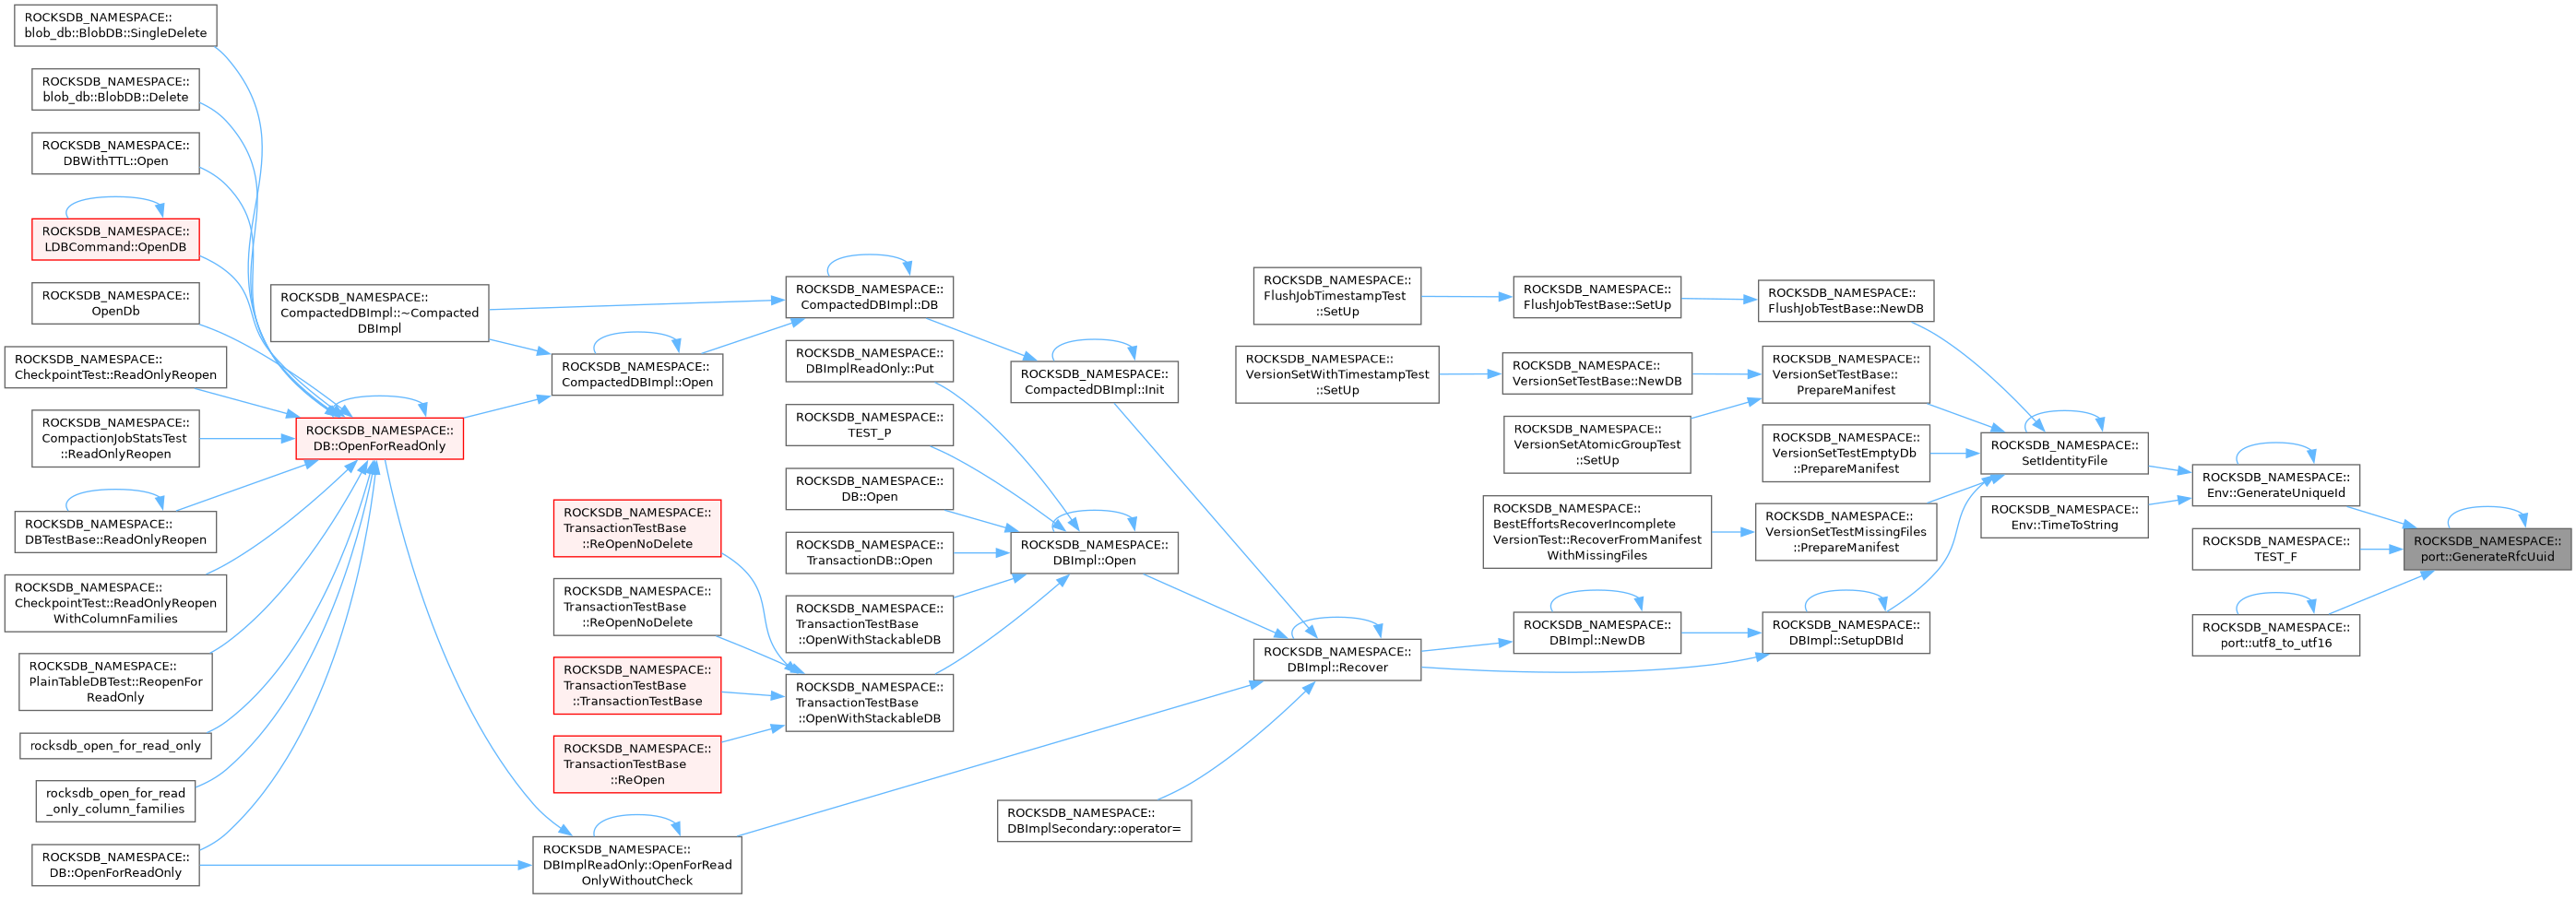 ROCKSDB_NAMESPACE::
blob_db::BlobDB::SingleDelete
ROCKSDB_NAMESPACE::
blob_db::BlobDB::Delete
ROCKSDB_NAMESPACE::
DBWithTTL::Open
ROCKSDB_NAMESPACE::
LDBCommand::OpenDB
ROCKSDB_NAMESPACE::
OpenDb
ROCKSDB_NAMESPACE::
CheckpointTest::ReadOnlyReopen
ROCKSDB_NAMESPACE::
CompactionJobStatsTest
::ReadOnlyReopen
ROCKSDB_NAMESPACE::
DBTestBase::ReadOnlyReopen
ROCKSDB_NAMESPACE::
CheckpointTest::ReadOnlyReopen
WithColumnFamilies
ROCKSDB_NAMESPACE::
PlainTableDBTest::ReopenFor
ReadOnly
rocksdb_open_for_read_only
rocksdb_open_for_read
_only_column_families
ROCKSDB_NAMESPACE::
DB::OpenForReadOnly
ROCKSDB_NAMESPACE::
CompactedDBImpl::~Compacted
DBImpl
ROCKSDB_NAMESPACE::
DB::OpenForReadOnly
ROCKSDB_NAMESPACE::
CompactedDBImpl::Open
ROCKSDB_NAMESPACE::
TransactionTestBase
::ReOpenNoDelete
ROCKSDB_NAMESPACE::
TransactionTestBase
::ReOpenNoDelete
ROCKSDB_NAMESPACE::
TransactionTestBase
::TransactionTestBase
ROCKSDB_NAMESPACE::
TransactionTestBase
::ReOpen
ROCKSDB_NAMESPACE::
DBImplReadOnly::OpenForRead
OnlyWithoutCheck
ROCKSDB_NAMESPACE::
CompactedDBImpl::DB
ROCKSDB_NAMESPACE::
DBImplReadOnly::Put
ROCKSDB_NAMESPACE::
TEST_P
ROCKSDB_NAMESPACE::
DB::Open
ROCKSDB_NAMESPACE::
TransactionDB::Open
ROCKSDB_NAMESPACE::
TransactionTestBase
::OpenWithStackableDB
ROCKSDB_NAMESPACE::
TransactionTestBase
::OpenWithStackableDB
ROCKSDB_NAMESPACE::
CompactedDBImpl::Init
ROCKSDB_NAMESPACE::
DBImpl::Open
ROCKSDB_NAMESPACE::
DBImplSecondary::operator=
ROCKSDB_NAMESPACE::
FlushJobTimestampTest
::SetUp
ROCKSDB_NAMESPACE::
VersionSetWithTimestampTest
::SetUp
ROCKSDB_NAMESPACE::
DBImpl::Recover
ROCKSDB_NAMESPACE::
FlushJobTestBase::SetUp
ROCKSDB_NAMESPACE::
VersionSetTestBase::NewDB
ROCKSDB_NAMESPACE::
VersionSetAtomicGroupTest
::SetUp
ROCKSDB_NAMESPACE::
BestEffortsRecoverIncomplete
VersionTest::RecoverFromManifest
WithMissingFiles
ROCKSDB_NAMESPACE::
DBImpl::NewDB
ROCKSDB_NAMESPACE::
FlushJobTestBase::NewDB
ROCKSDB_NAMESPACE::
VersionSetTestBase::
PrepareManifest
ROCKSDB_NAMESPACE::
VersionSetTestEmptyDb
::PrepareManifest
ROCKSDB_NAMESPACE::
VersionSetTestMissingFiles
::PrepareManifest
ROCKSDB_NAMESPACE::
DBImpl::SetupDBId
ROCKSDB_NAMESPACE::
SetIdentityFile
ROCKSDB_NAMESPACE::
Env::TimeToString
ROCKSDB_NAMESPACE::
Env::GenerateUniqueId
ROCKSDB_NAMESPACE::
TEST_F
ROCKSDB_NAMESPACE::
port::utf8_to_utf16
ROCKSDB_NAMESPACE::
port::GenerateRfcUuid